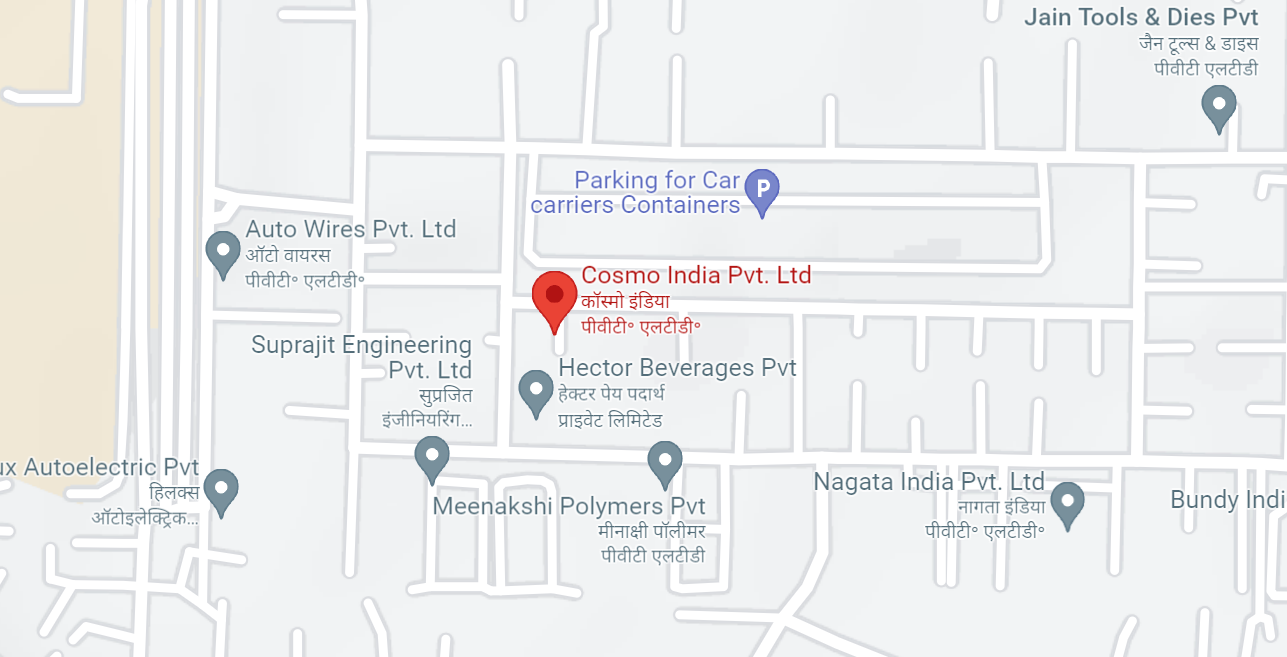 Jain Tools & Dies Pvt
जैन टूल्स & डाइस
पीवीटी एलटीडी
Parking for Car
carriers Containers
P
Auto Wires Pvt. Ltd
ऑटो वायरस
पीवीटी॰ एलटीडी॰
Cosmo India Pvt. Ltd
कॉस्मो इंडिया
पीवीटी॰ एलटीडी॰
Suprajit Engineering
Pvt. Ltd
सुप्रजित
इंजीनियरिंग...
Hector Beverages Pvt
हेक्टर पेय पदार्थ
प्राइवेट लिमिटेड
ux Autoelectric Pvt
हिलक्स
ऑटोइलेक्ट्रिक...
Meenakshi Polymers Pvt
मीनाक्षी पॉलीमर
पीवीटी एलटीडी
Nagata India Pvt. Ltd
नागता इंडिया
पीवीटी॰ एलटीडी॰
Bundy Indi